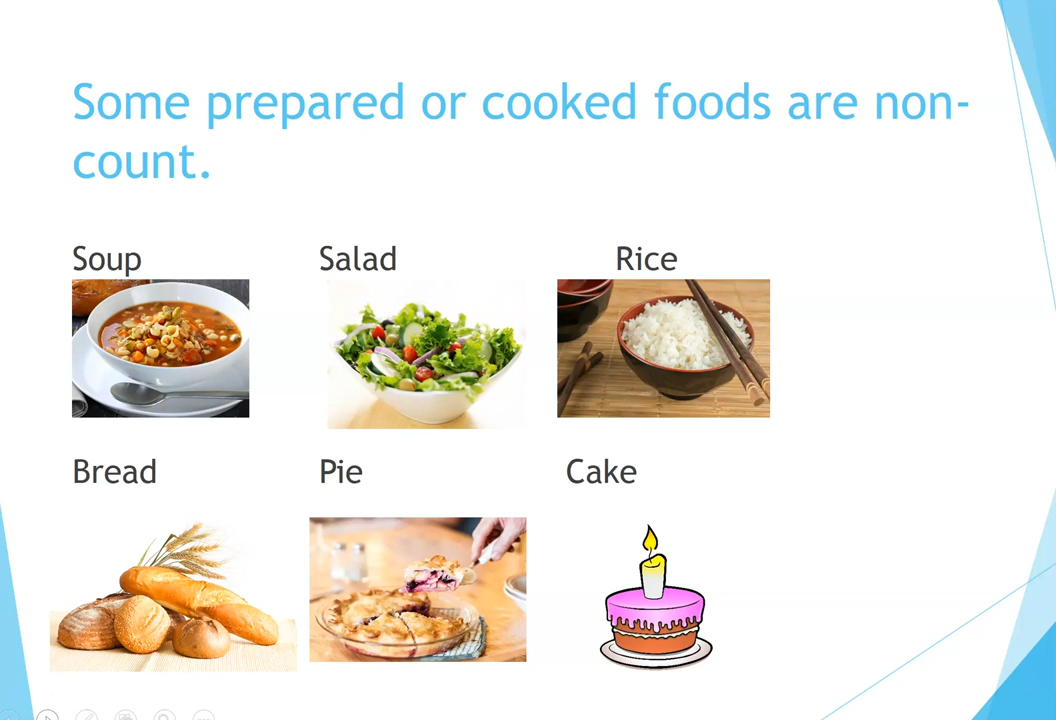 Some prepared or cooked foods are non-
count.
Soup Salad Rice
Bread Pie Cake